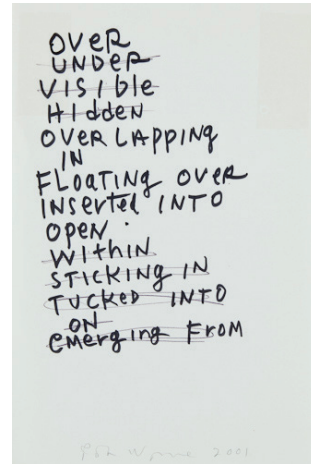 OVER
UNDER
VISIble
HIdden
OVERLAPPING
IN
FLOATING OVER
INSerteD INTO
OPEN.
WIthIN
STICKING IN
TUCKED INTO
ON
emerging FROM
2001